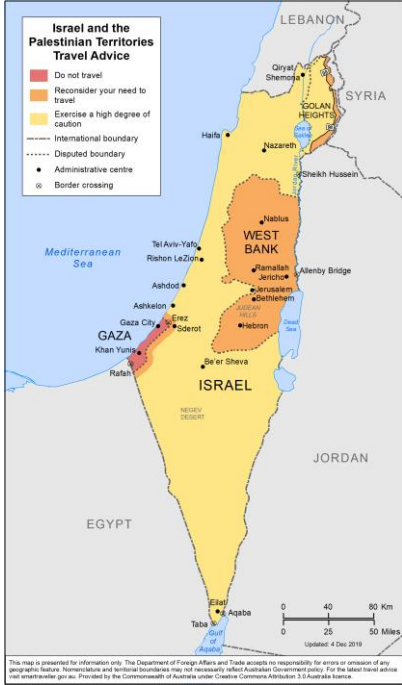 Israel and the
Palestinian Territories
Travel Advice
Do not travel
Reconsider your need to
travel
Exercise a high degree of
caution
International boundary
Disputed boundary
Administrative centre
Border crossing
LEBANON
Qiryat
Shemona
GOLAN
HEIGHTS
SYRIA
Sea of
Galilee
Haifa
Nazareth
Sheikh Hussein
Jordan River
Nablus
WEST
BANK
Mediterranean
Sea
Tel Aviv-Yafo
Rishon LeZion
Ramallah
Jericho
Allenby Bridge
Ashdod
Jerusalem
Bethlehem
JUDEAN
HILLS
Ashkelon
Dead
Sea
Gaza City
Erez
Sderot
Hebron
GAZA
Khan Yunis
Rafah
Be'er Sheva
ISRAEL
NEGEV
DESERT
JORDAN
EGYPT
Eilat
Aqaba
Taba
Gulf
of
Aqaba
0 40 80
Km
0 25 50
Miles
Updated: 4 Dec 2019
This map is presented for information only. The Department of Foreign Affairs and Trade accepts no responsibility for errors or omission of any
geographic feature. Nomenclature and territorial boundaries may not necessarily reflect Australian Government policy. For the latest travel advice
visit smartraveller.gov.au. Provided by the Commonwealth of Australia under Creative Commons Attribution 3.0 Australia licence.